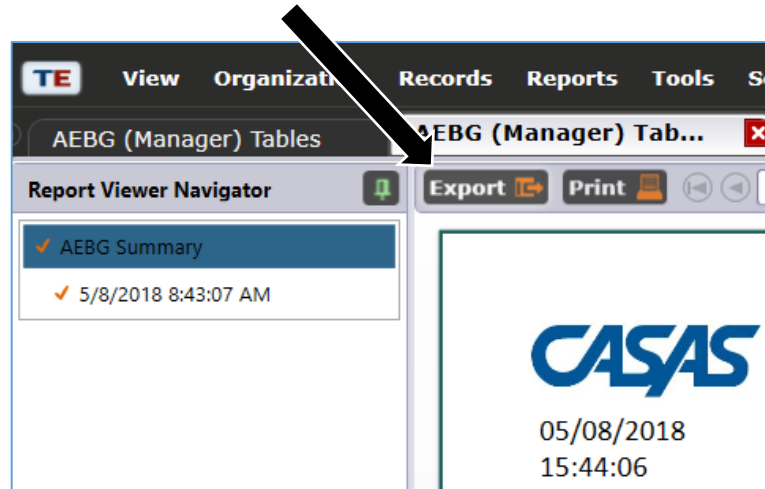 TE View Organizati Records Reports Tools
AEBG (Manager) Tables AEBG (Manager) Tab...
Report Viewer Navigator Export Print
AEBG Summary
5/8/2018 8:43:07 AM
CASAS
05/08/2018
15:44:06